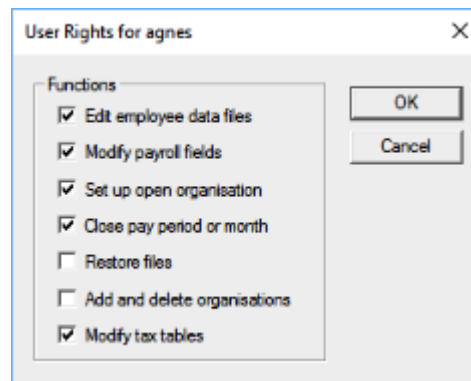 User Rights for agnes
Functions
Edit employee data files
Modify payroll fields
Set up open organisation
Close pay period or month
Restore files
Add and delete organisations
Modify tax tables
OK
Cancel